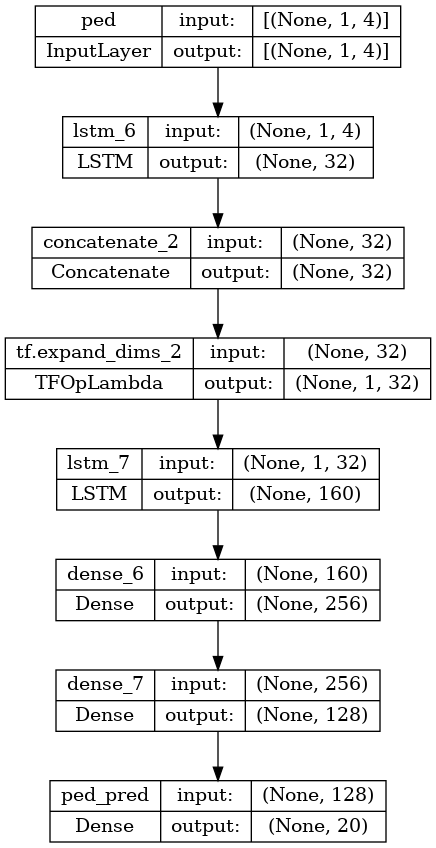 ped input: [(None, 1, 4)]
InputLayer output: [(None, 1, 4)]
lstm_6 input: (None, 1, 4)
LSTM output: (None, 32)
concatenate_2 input: (None, 32)
Concatenate output: (None, 32)
tf.expand_dims_2 input: (None, 32)
TFOpLambda output: (None, 1, 32)
lstm_7 input: (None, 1, 32)
LSTM output: (None, 160)
dense_6 input: (None, 160)
Dense output: (None, 256)
dense_7 input: (None, 256)
Dense output: (None, 128)
ped_pred input: (None, 128)
Dense output: (None, 20)